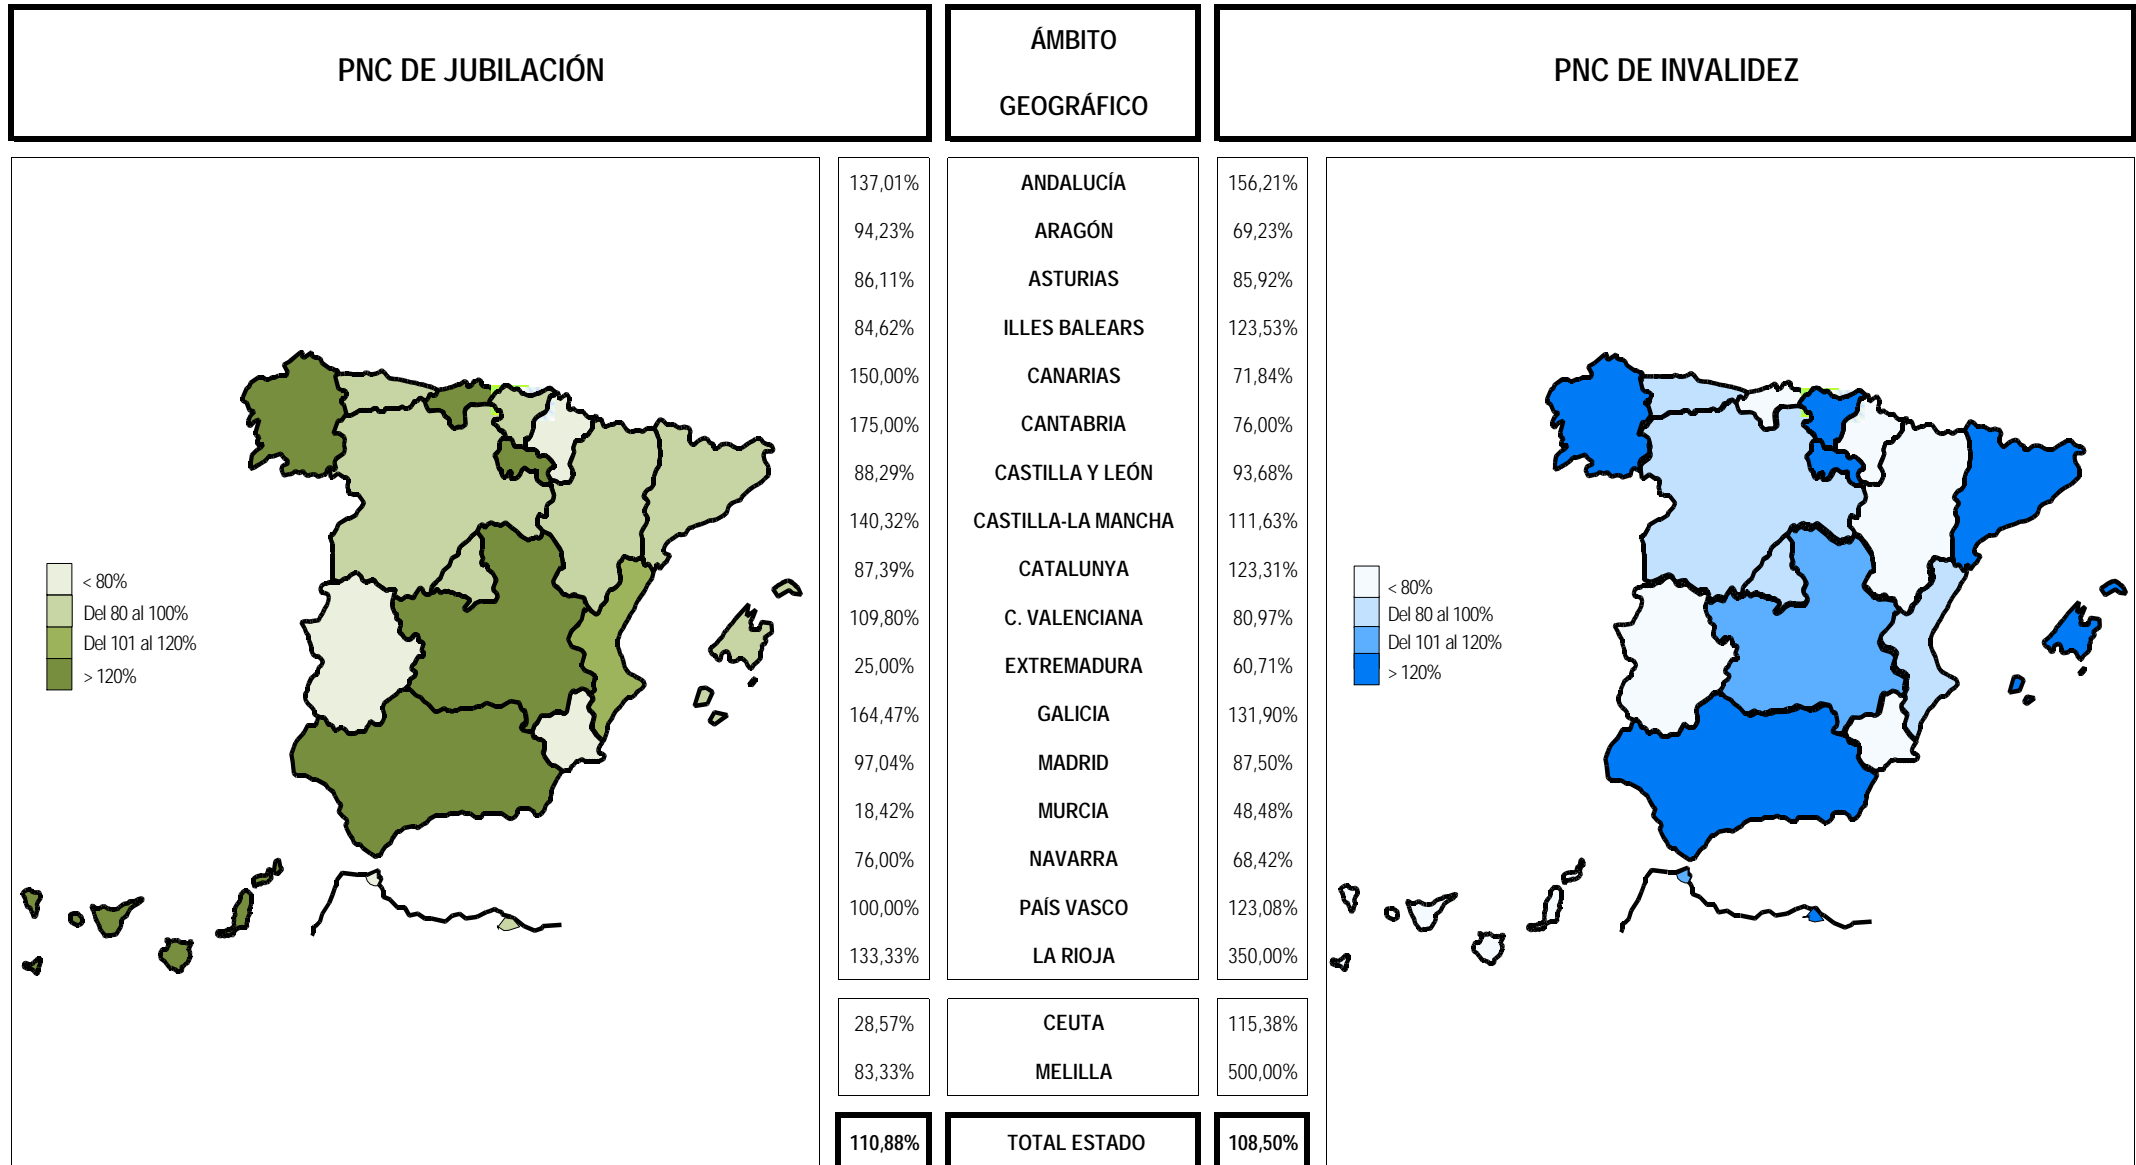 PNC DE JUBILACIÓN
ÁMBITO
GEOGRÁFICO
PNC DE INVALIDEZ
137,01% ANDALUCÍA 156,21%
94,23% ARAGÓN 69,23%
86,11% ASTURIAS 85,92%
84,62% ILLES BALEARS 123,53%
150,00% CANARIAS 71,84%
175,00% CANTABRIA 76,00%
88,29% CASTILLA Y LEÓN 93,68%
140,32% CASTILLA-LA MANCHA 111,63%
87,39% CATALUNYA 123,31%
109,80% C. VALENCIANA 80,97%
25,00% EXTREMADURA 60,71%
164,47% GALICIA 131,90%
97,04% MADRID 87,50%
18,42% MURCIA 48,48%
76,00% NAVARRA 68,42%
100,00% PAÍS VASCO 123,08%
133,33% LA RIOJA 350,00%
28,57% CEUTA 115,38%
83,33% MELILLA 500,00%
110,88% TOTAL ESTADO 108,50%
< 80%
Del 80 al 100%
Del 101 al 120%
> 120%
< 80%
Del 80 al 100%
Del 101 al 120%
> 120%